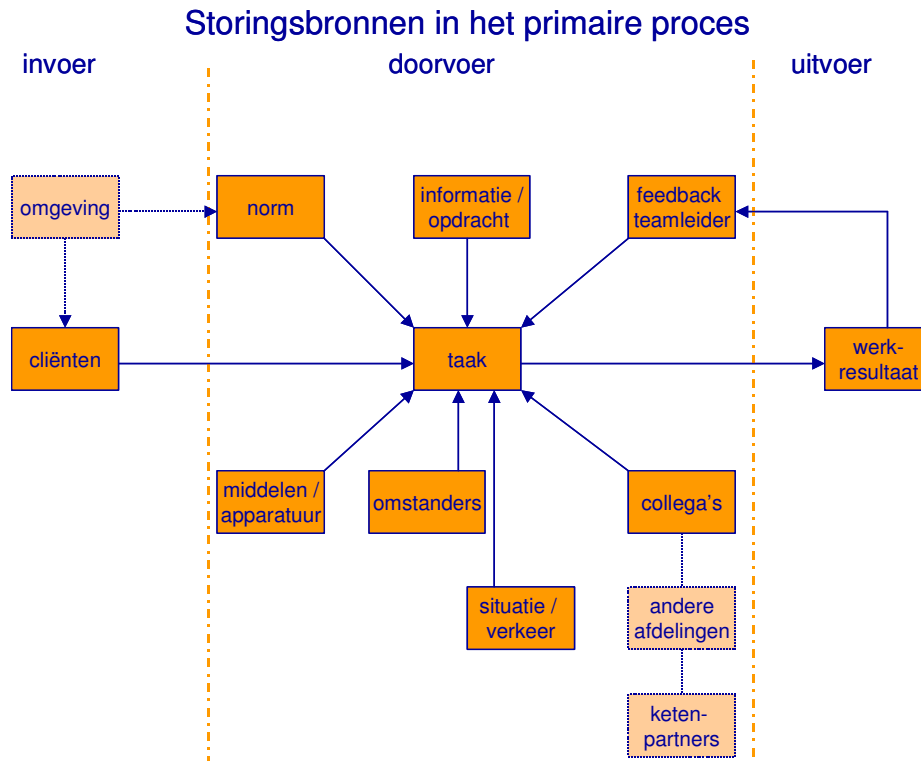 Storingsbronnen in het primaire proces
invoer
doorvoer
uitvoer
omgeving
norm
informatie /
opdracht
feedback
teamleider
cliënten
taak
werk-
resultaat
middelen /
apparatuur
omstanders
collega's
situatie /
verkeer
andere
afdelingen
keten-
partners